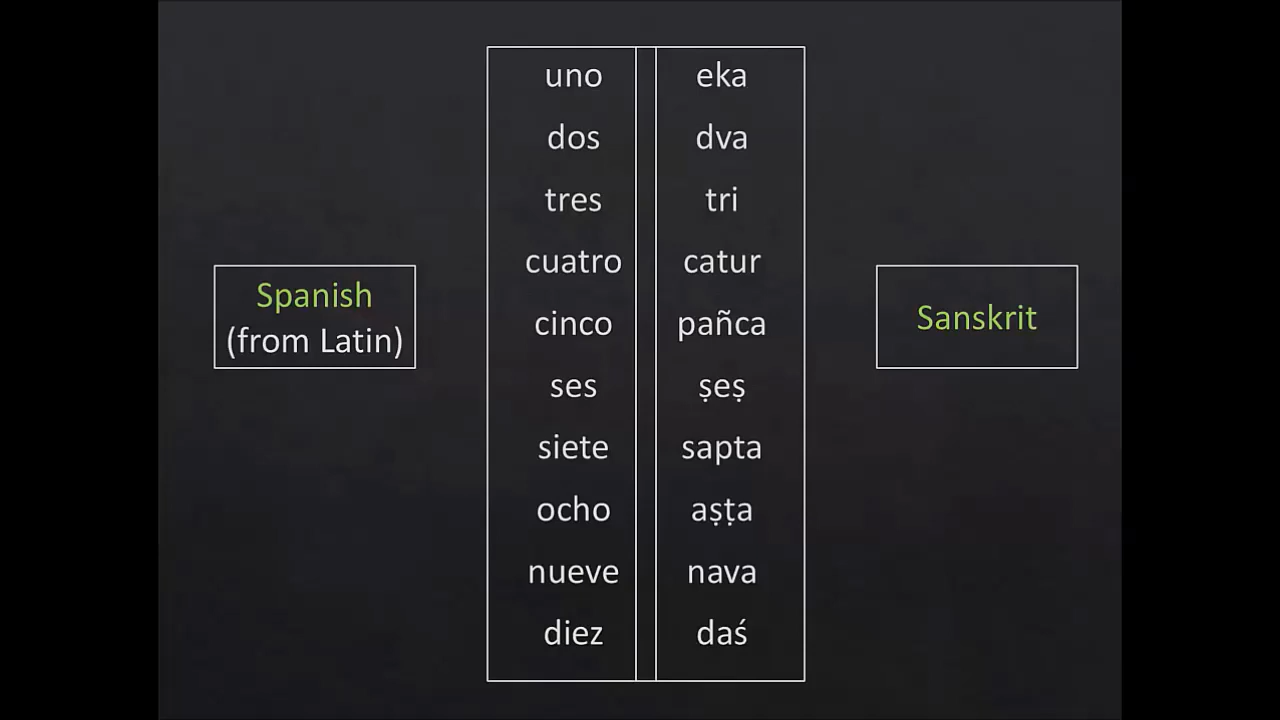 Spanish
(from Latin)
uno eka
dos dva
tres tri
cuatro catur
cinco pañca
ses ṣeṣ
siete sapta
ocho aṣṭa
nueve nava
diez daś
Sanskrit